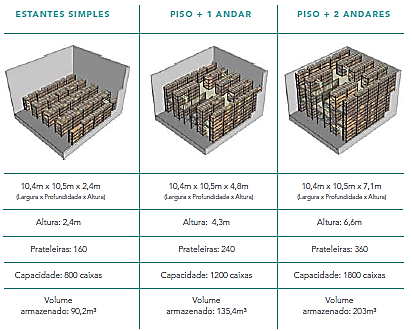 ESTANTES SIMPLES
PISO + 1 ANDAR
PISO + 2 ANDARES
10,4m x 10,5m x 2,4m
(Largura x Profundidade x Altura)
10,4m x 10,5m x 4,8m
(Largura x Profundidade x Altura)
10,4m x 10,5m x 7,1m
(Largura x Profundidade x Altura)
Altura: 2,4m
Altura: 4,3m
Altura: 6,6m
Prateleiras: 160
Prateleiras: 240
Prateleiras: 360
Capacidade: 800 caixas
Capacidade: 1200 caixas
Capacidade: 1800 caixas
Volume
armazenado: 90,2m³
Volume
armazenado: 135,4m³
Volume
armazenado: 203m³